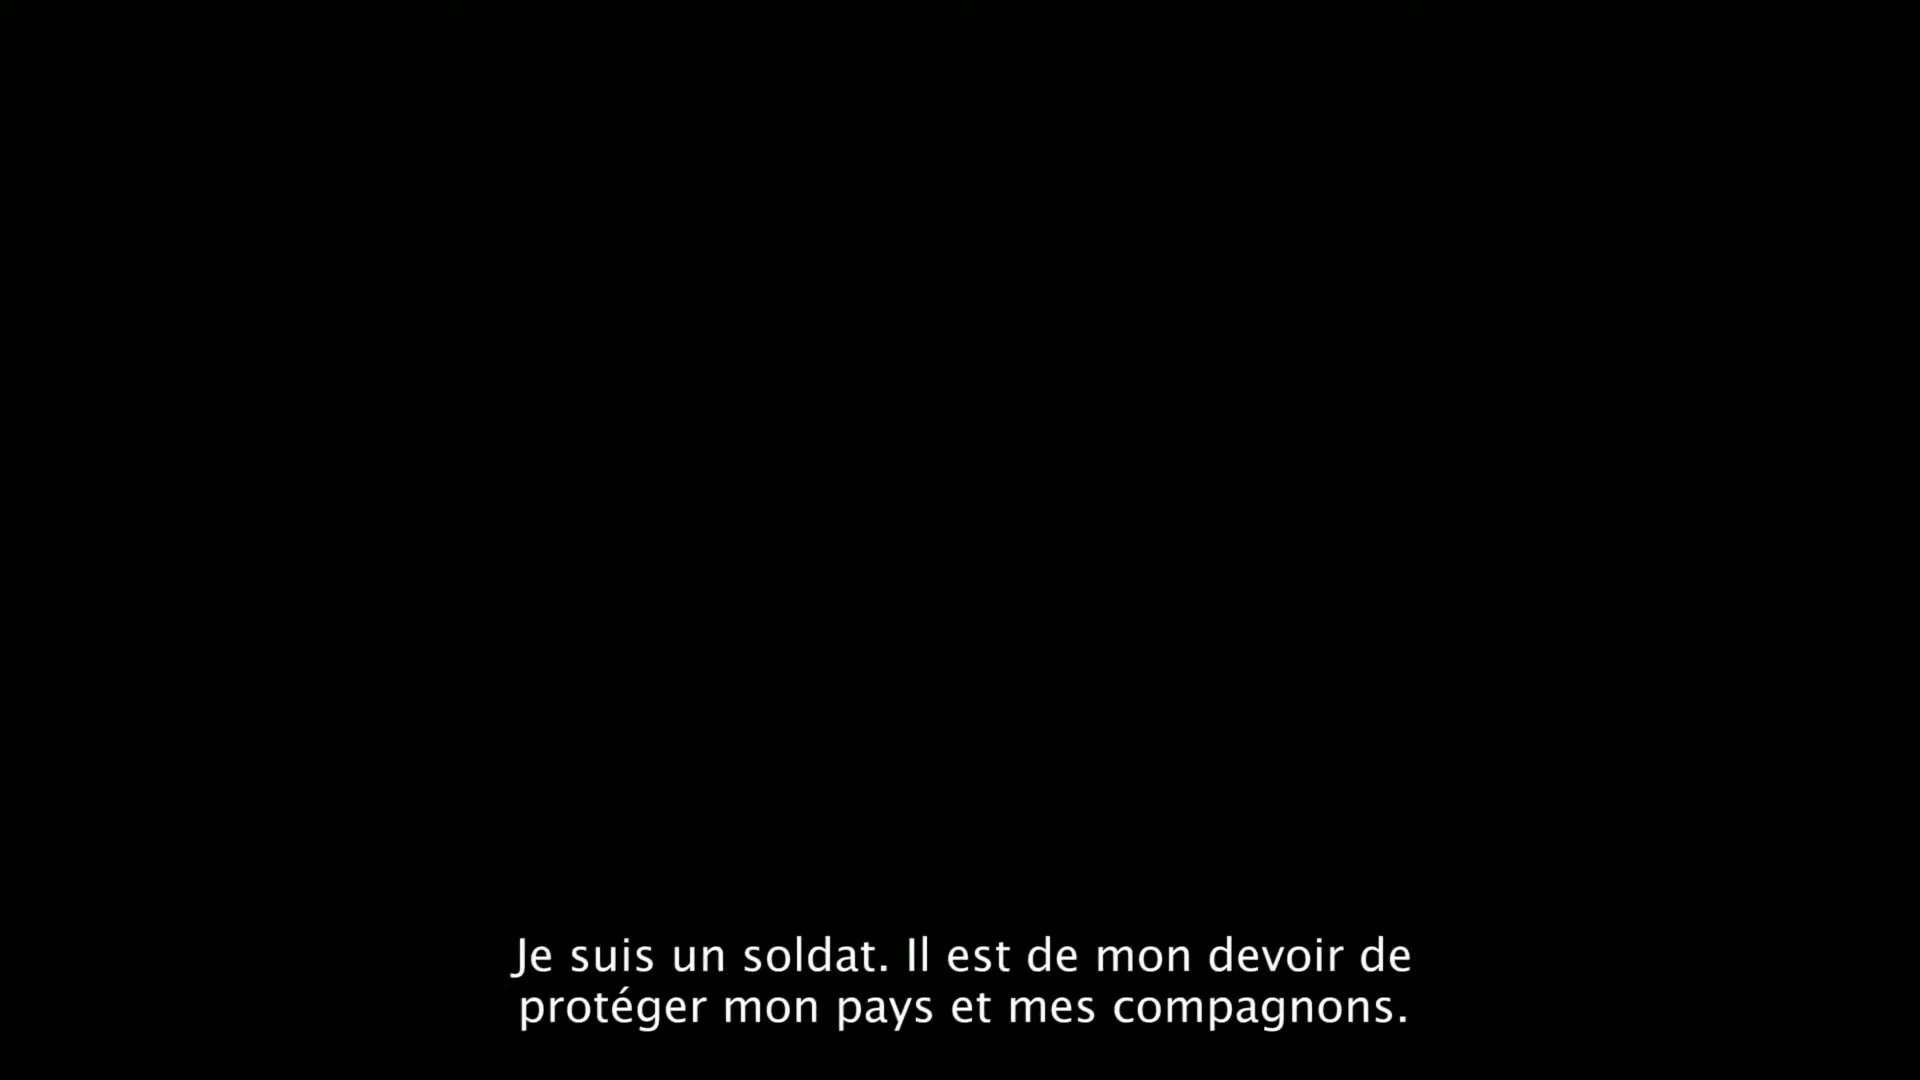 Je suis un soldat. Il est de mon devoir de
protéger mon pays et mes compagnons.